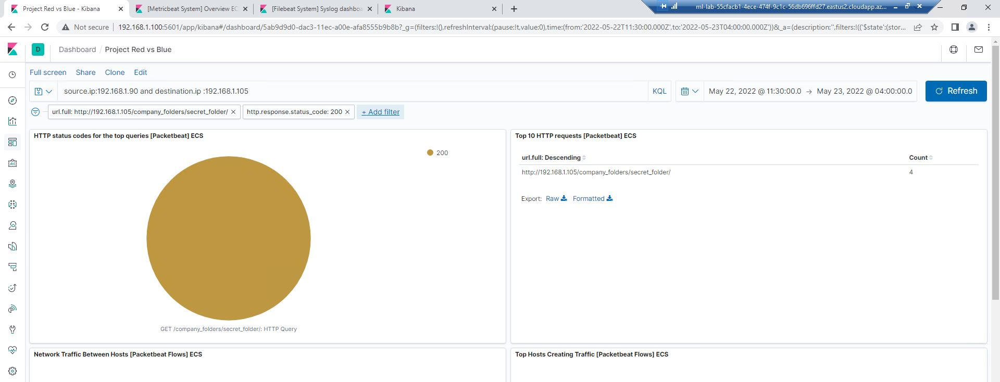 Project Red vs Blue - Kibana
[Metricbeat System] Overview EC
[Filebeat System] Syslog dashboa
Kibana
ml-lab-55cfacb1-4ece-474f-9c1c-56db696ffd27.eastus2.cloudapp.az...
Not secure
192.168.1.100:5601/app/kibana#/dashboard/5ab9d9d0-dac3-11ec-a00e-afa8555b9b8b?_g=(filters:!(),refreshInterval:(pause:!t,value:0),time:(from:'2022-05-22T11:30:00.000Z',to:'2022-05-23T04:00:00.000Z'))&_a=(description:'',filters:!(('$state':(stor...
D
Dashboard / Project Red vs Blue
Full screen Share Clone Edit
source.ip:192.168.1.90 and destination.ip :192.168.1.105
KQL
May 22, 2022 @ 11:30:00.0 → May 23, 2022 @ 04:00:00.0
Refresh
url.full: http://192.168.1.105/company_folders/secret_folder/ ×
http.response.status_code: 200 ×
+ Add filter
HTTP status codes for the top queries [Packetbeat] ECS
200
GET /company_folders/secret_folder/: HTTP Query
Top 10 HTTP requests [Packetbeat] ECS
url.full: Descending Count
http://192.168.1.105/company_folders/secret_folder/ 4
Export: Raw Formatted
Network Traffic Between Hosts [Packetbeat Flows] ECS
Top Hosts Creating Traffic [Packetbeat Flows] ECS